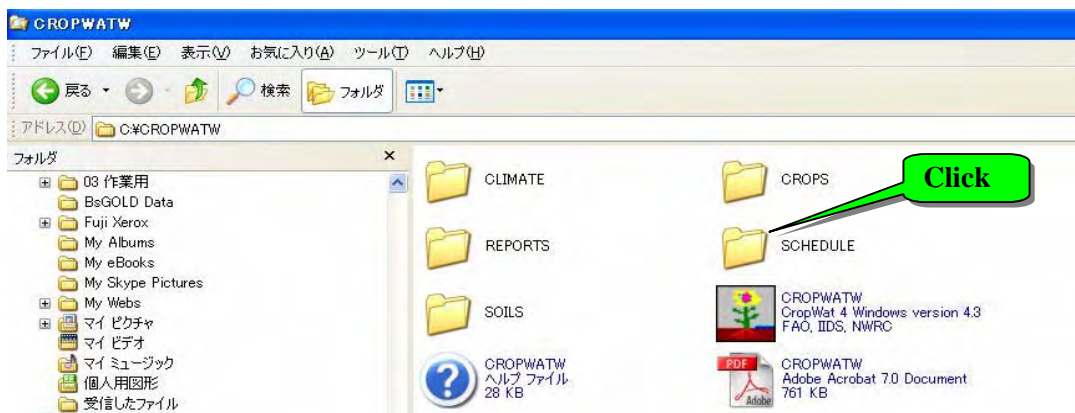 CROPWATW
ファイル(F) 編集(E) 表示(V) お気に入り(A) ツール(T) ヘルプ(H)
戻る 検索 フォルダ
アドレス(D) C:¥CROPWATW
フォルダ ×
03 作業用
BsGOLD Data
Fuji Xerox
My Albums
My eBooks
My Skype Pictures
My Webs
マイ ピクチャ
マイ ビデオ
マイ ミュージック
個人用図形
受信したファイル
CLIMATE
CROPS
Click
REPORTS
SCHEDULE
SOILS
CROPWATW
CropWat 4 Windows version 4.3
FAO, IIDS, NWRC
CROPWATW
ヘルプ ファイル
28 KB
PDF
Adobe
CROPWATW
Adobe Acrobat 7.0 Document
761 KB